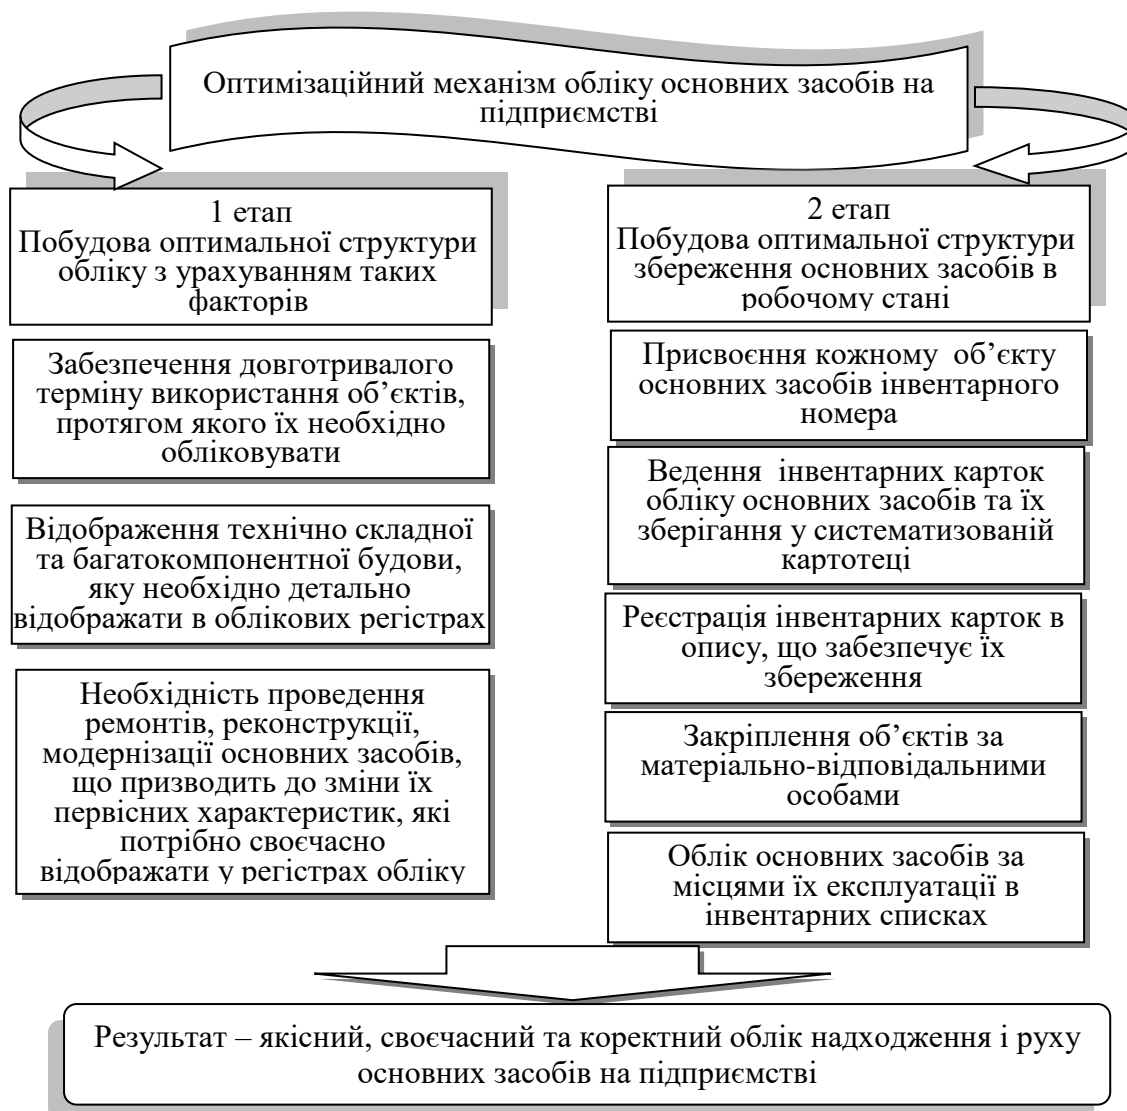 Оптимізаційний механізм обліку основних засобів на
підприємстві
1 етап
Побудова оптимальної структури
обліку з урахуванням таких
факторів
Забезпечення довготривалого
терміну використання об’єктів,
протягом якого їх необхідно
обліковувати
Відображення технічно складної
та багатокомпонентної будови,
яку необхідно детально
відображати в облікових регістрах
Необхідність проведення
ремонтів, реконструкції,
модернізації основних засобів,
що призводить до зміни їх
первісних характеристик, які
потрібно своєчасно
відображати у регістрах обліку
2 етап
Побудова оптимальної структури
збереження основних засобів в
робочому стані
Присвоєння кожному об’єкту
основних засобів інвентарного
номера
Ведення інвентарних карток
обліку основних засобів та їх
зберігання у систематизованій
картотеці
Реєстрація інвентарних карток в
опису, що забезпечує їх
збереження
Закріплення об’єктів за
матеріально-відповідальними
особами
Облік основних засобів за
місцями їх експлуатації в
інвентарних списках
Результат – якісний, своєчасний та коректний облік надходження і руху
основних засобів на підприємстві